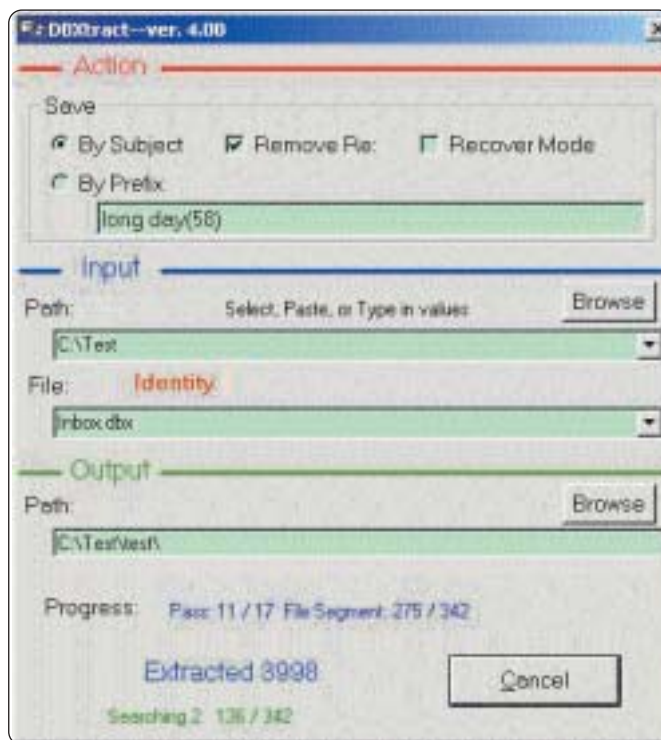 DBXtract--ver. 4.00
Action
Save
By Subject Remove Re: Recover Mode
By Prefix
long day(58)
Input
Path: Select, Paste, or Type in values Browse
C:\Test
File: Identity
Inbox.dbx
Output
Path: Browse
C:\Test\test\
Progress: Pass: 11 / 17 File Segment: 275 / 342
Extracted 3998
Cancel
Searching 2 136 / 342